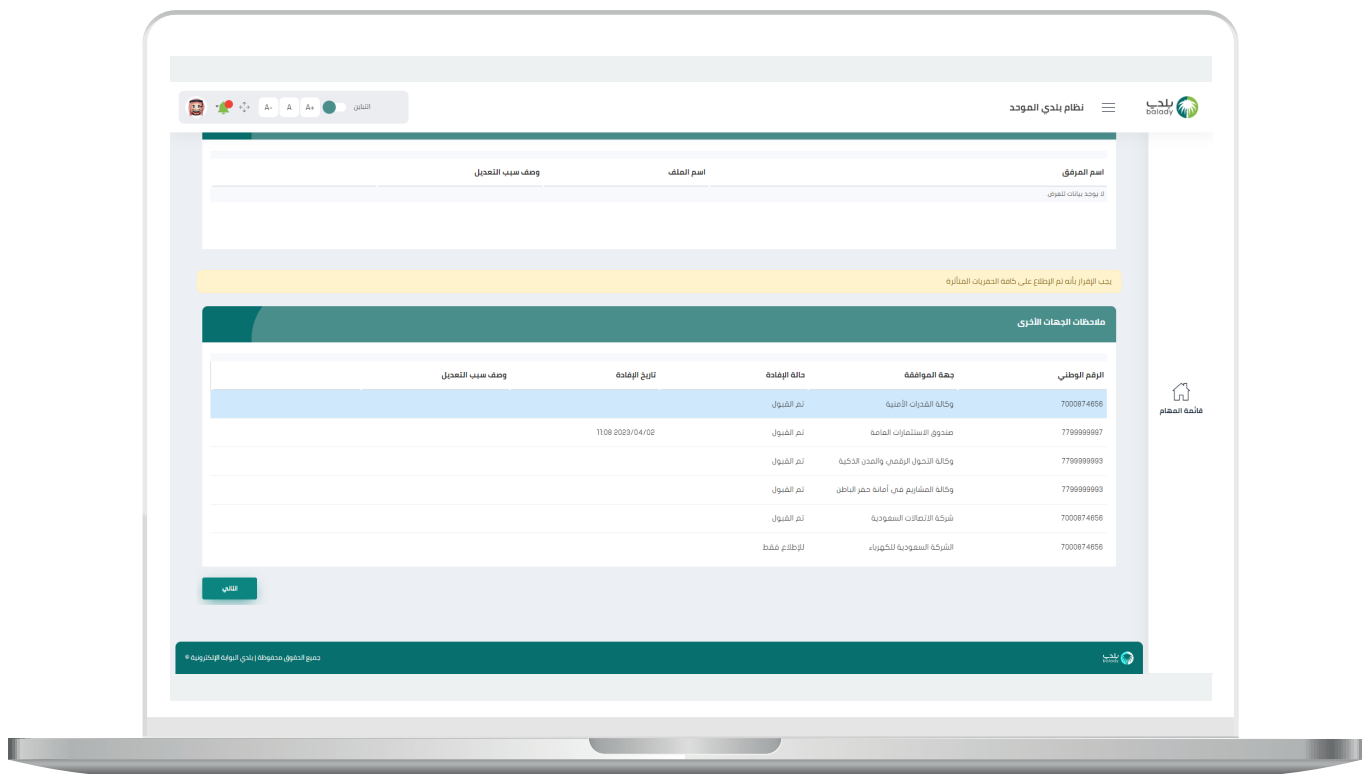 بلدي
balady
نظام بلدي الموحد
التباين
A+
A
A-
اسم المرفق
اسم الملف
وصف سبب التعديل
لا يوجد بيانات للعرض
يجب الإقرار بأنه تم الإطلاع على كافة الحفريات المتأثرة
ملاحظات الجهات الأخرى
الرقم الوطني جهة الموافقة حالة الإفادة تاريخ الإفادة وصف سبب التعديل
7000874656 وكالة القدرات الأمنية تم القبول
7799999997 صندوق الاستثمارات العامة تم القبول 2023/04/02 11:08
7799999993 وكالة التحول الرقمي والمدن الذكية تم القبول
7799999993 وكالة المشاريع في أمانة حفر الباطن تم القبول
7000874656 شركة الاتصالات السعودية تم القبول
7000874656 الشركة السعودية للكهرباء للإطلاع فقط
قائمة المهام
التالي
بلدي
balady
جميع الحقوق محفوظة | بلدي البوابة الإلكترونية ©